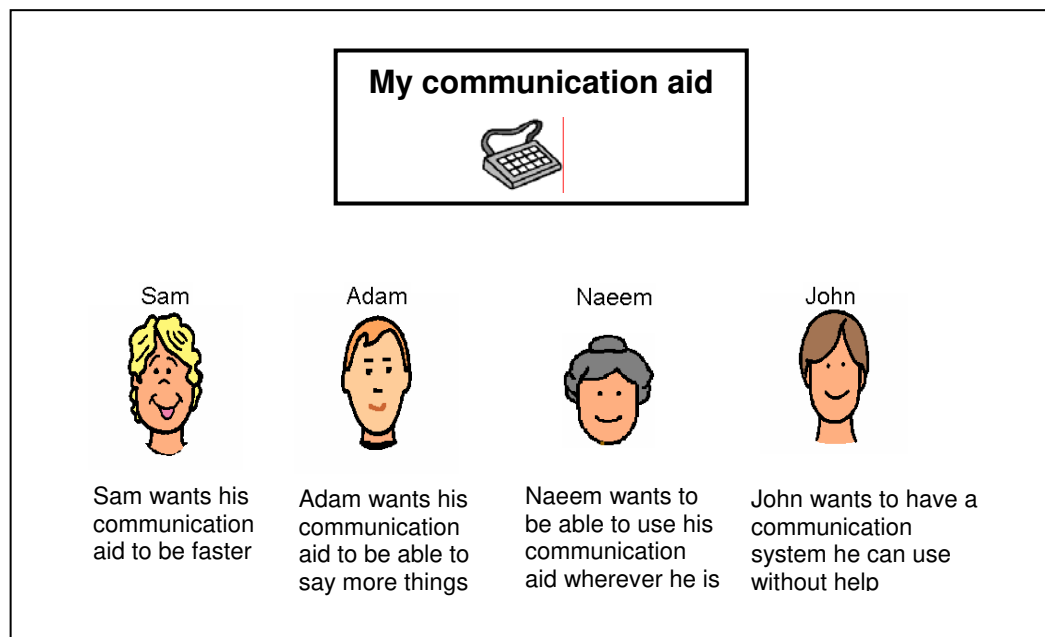 My communication aid
Sam
Adam
Naeem
John
Sam wants his
communication
aid to be faster
Adam wants his
communication
aid to be able to
say more things
Naeem wants to
be able to use his
communication
aid wherever he is
John wants to have a
communication
system he can use
without help